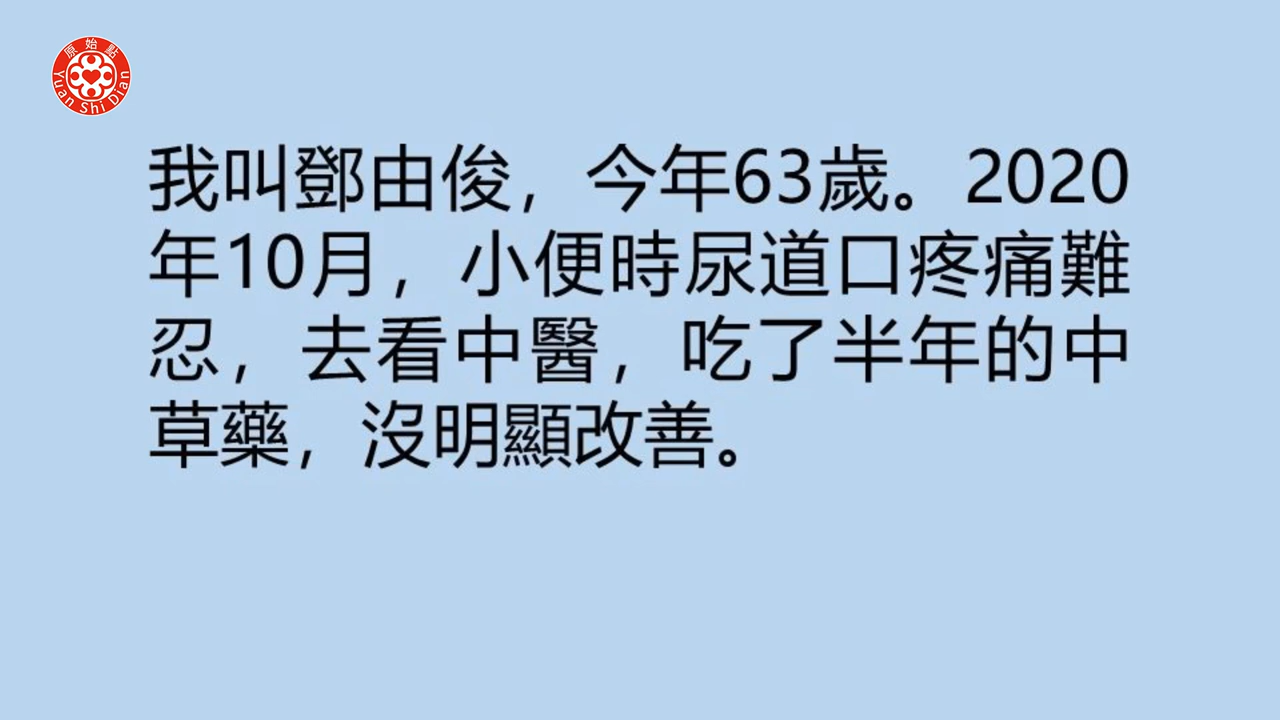 原始點
Yuan Shi Dian
我叫鄧由俊，今年63歲。2020
年10月，小便時尿道口疼痛難
忍，去看中醫，吃了半年的中
草藥，沒明顯改善。